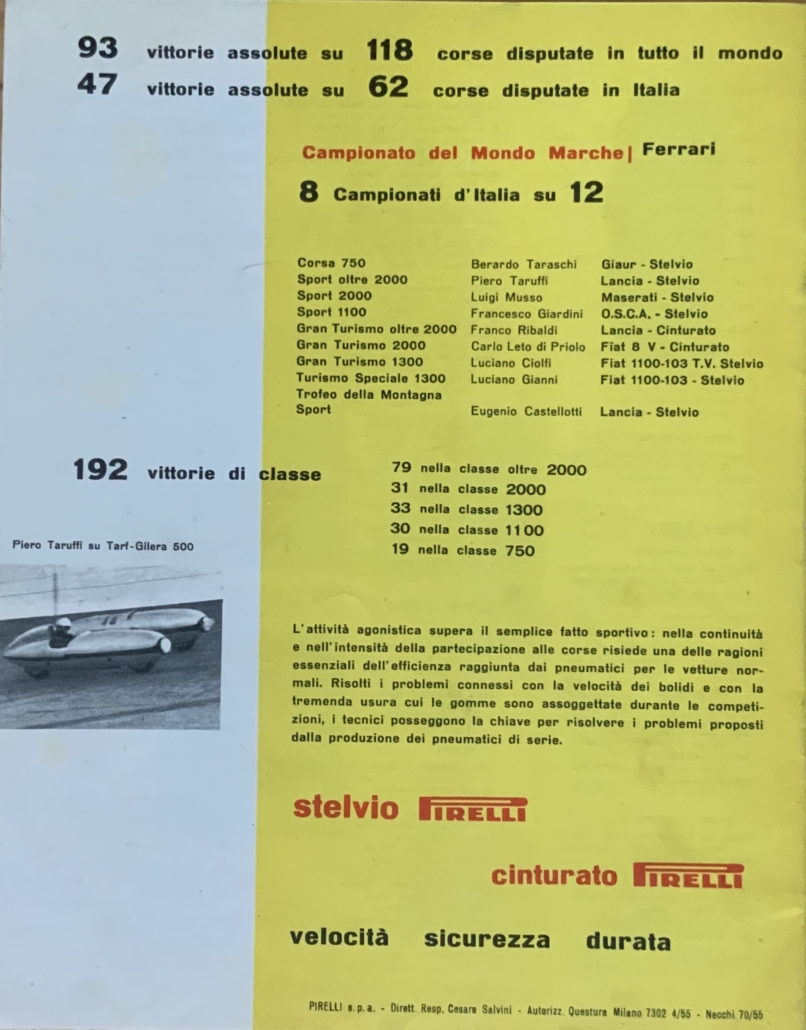 93 vittorie assolute su 118 corse disputate in tutto il mondo
47 vittorie assolute su 62 corse disputate in Italia
Campionato del Mondo Marche| Ferrari
8 Campionati d'Italia su 12
Corsa 750 Berardo Taraschi Giaur - Stelvio
Sport oltre 2000 Piero Taruffi Lancia - Stelvio
Sport 2000 Luigi Musso Maserati - Stelvio
Sport 1100 Francesco Giardini O.S.C.A. - Stelvio
Gran Turismo oltre 2000 Franco Ribaldi Lancia - Cinturato
Gran Turismo 2000 Carlo Leto di Priolo Fiat 8 V - Cinturato
Gran Turismo 1300 Luciano Ciolfi Fiat 1100-103 T.V. Stelvio
Turismo Speciale 1300 Luciano Gianni Fiat 1100-103 - Stelvio
Trofeo della Montagna
Sport Eugenio Castellotti Lancia - Stelvio
192 vittorie di classe
79 nella classe oltre 2000
31 nella classe 2000
33 nella classe 1300
30 nella classe 1100
19 nella classe 750
Piero Taruffi su Tarf-Gilera 500
L'attività agonistica supera il semplice fatto sportivo: nella continuità
e nell'intensità della partecipazione alle corse risiede una delle ragioni
essenziali dell'efficienza raggiunta dai pneumatici per le vetture nor-
mali. Risolti i problemi connessi con la velocità dei bolidi e con la
tremenda usura cui le gomme sono assoggettate durante le competi-
zioni, i tecnici posseggono la chiave per risolvere i problemi proposti
dalla produzione dei pneumatici di serie.
stelvio PIRELLI
cinturato PIRELLI
velocità sicurezza durata
PIRELLI s.p.a. - Dirett. Resp. Cesare Salvini - Autorizz. Questura Milano 7302 4/55 - Necchi 70/55